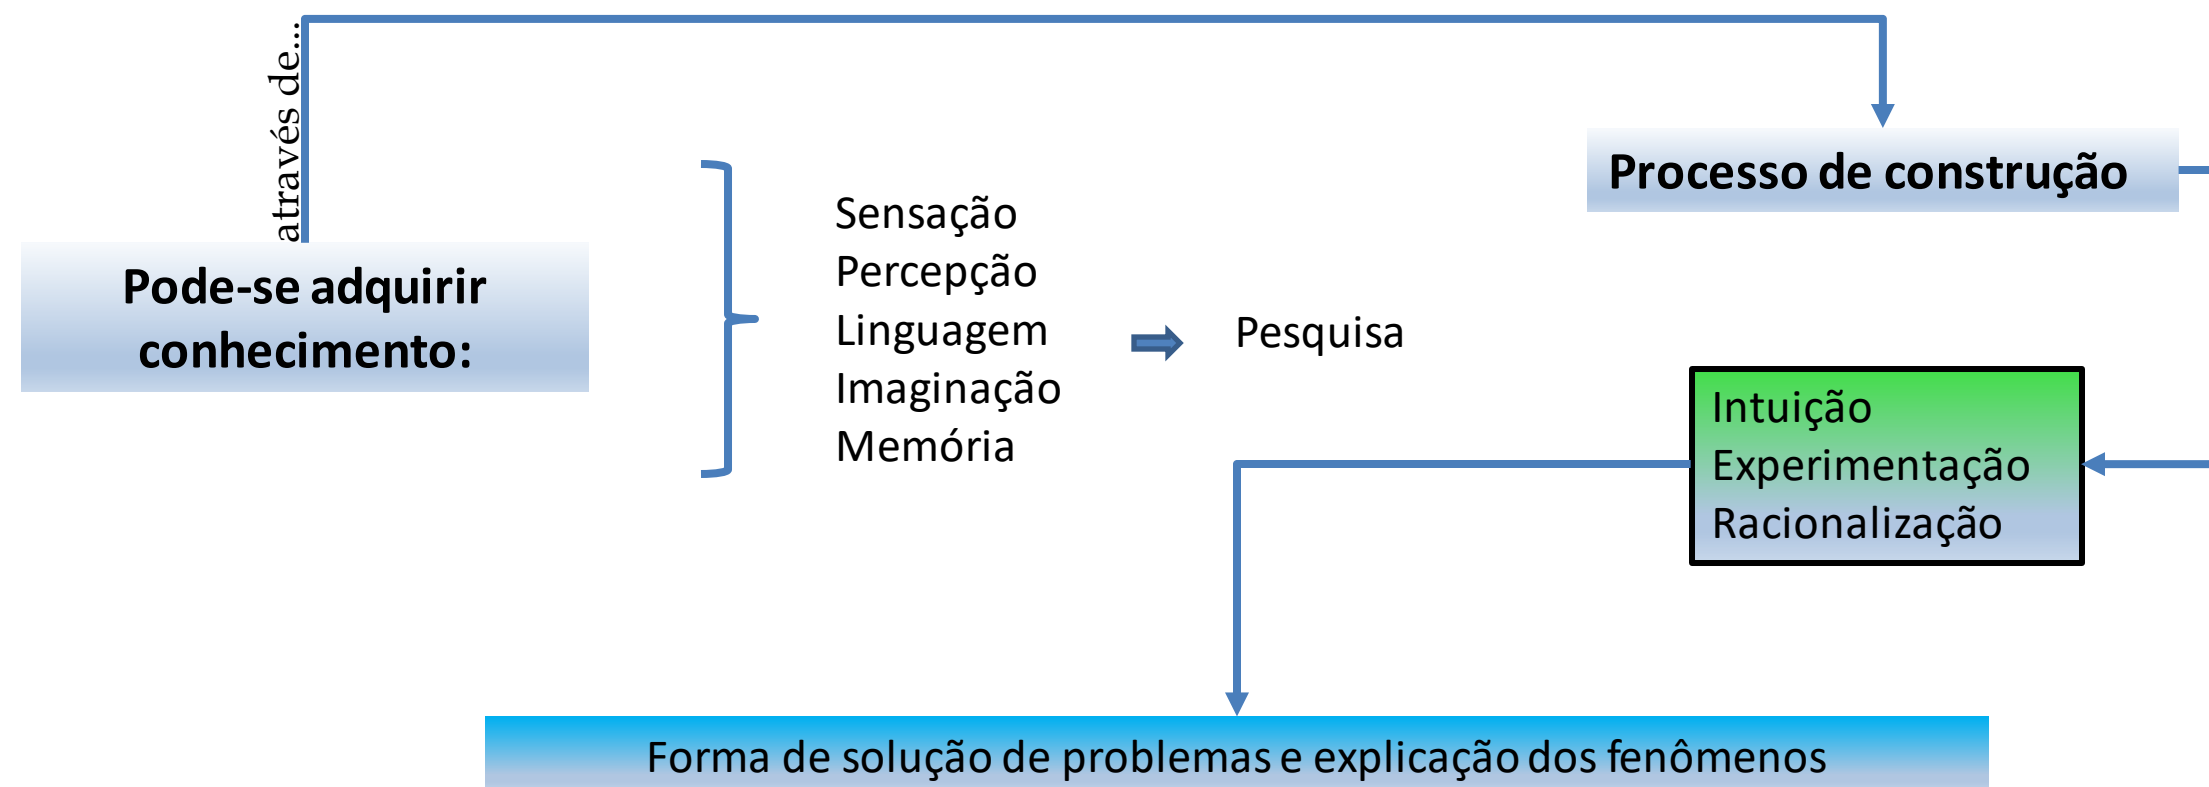 através de...
Pode-se adquirir
conhecimento:
Sensação
Percepção
Linguagem
Imaginação
Memória
Pesquisa
Processo de construção
Intuição
Experimentação
Racionalização
Forma de solução de problemas e explicação dos fenômenos